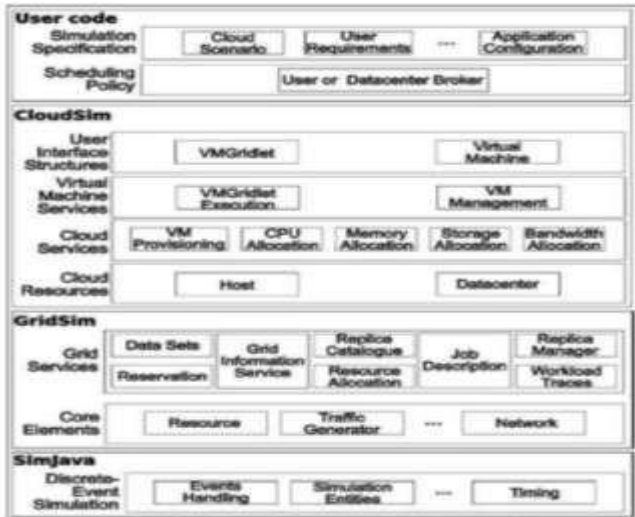 User code
Simulation Specification
Cloud Scenario
User Requirements
...
Application Configuration
Scheduling Policy
User or Datacenter Broker
CloudSim
User Interface Structures
VMGridlet
Virtual Machine
Virtual Machine Services
VMGridlet Execution
VM Management
Cloud Services
VM Provisioning
CPU Allocation
Memory Allocation
Storage Allocation
Bandwidth Allocation
Cloud Resources
Host
Datacenter
GridSim
Grid Services
Data Sets
Grid Information Service
Replica Catalogue
Job Description
Replica Manager
Reservation
Resource Allocation
Workload Traces
Core Elements
Resource
Traffic Generator
...
Network
SimJava
Discrete-Event Simulation
Events Handling
Simulation Entities
...
Timing